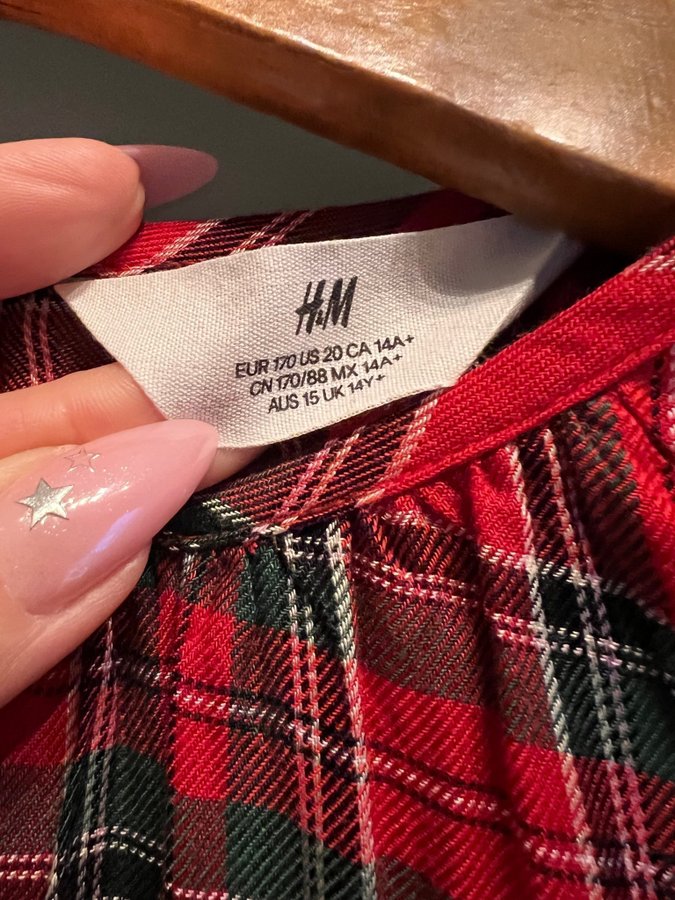 H&M
EUR 170 US 20 CA 14A+
CN 170/88 MX 14A+
AUS 15 UK 14Y+